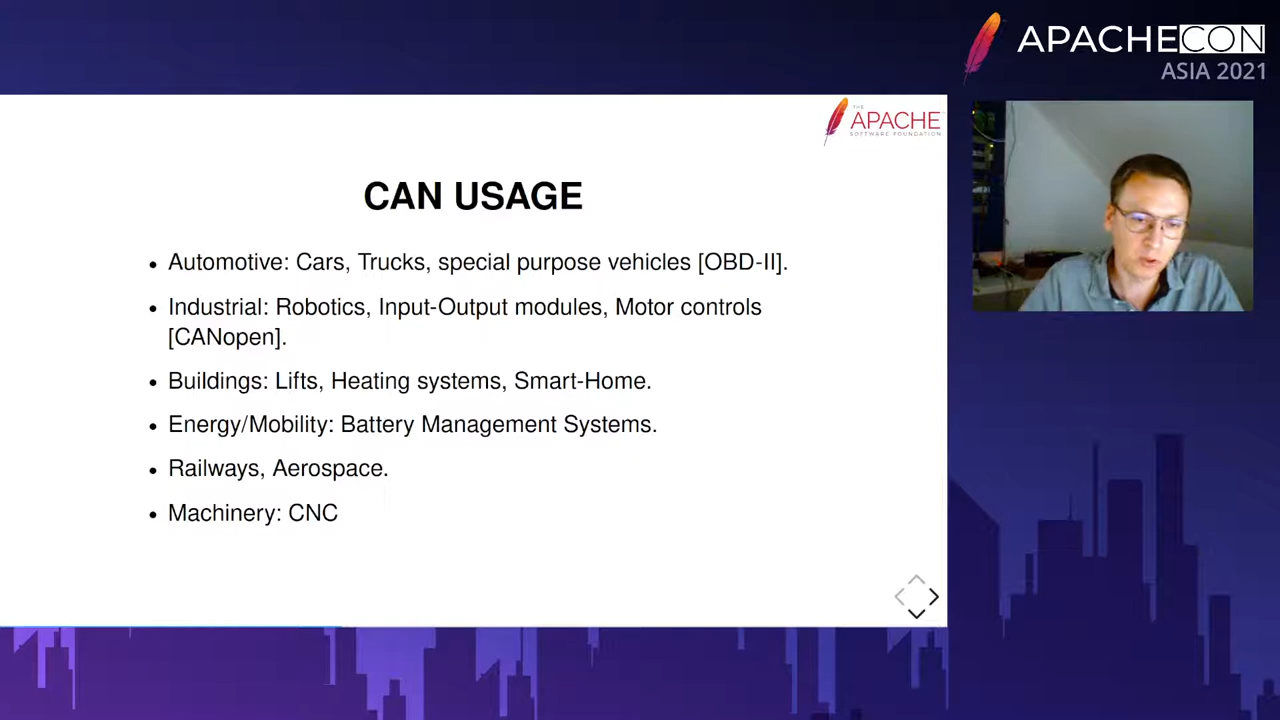 APACHECON
ASIA 2021
THE
APACHE
SOFTWARE FOUNDATION
CAN USAGE
Automotive: Cars, Trucks, special purpose vehicles [OBD-II].
Industrial: Robotics, Input-Output modules, Motor controls
[CANopen].
Buildings: Lifts, Heating systems, Smart-Home.
Energy/Mobility: Battery Management Systems.
Railways, Aerospace.
Machinery: CNC